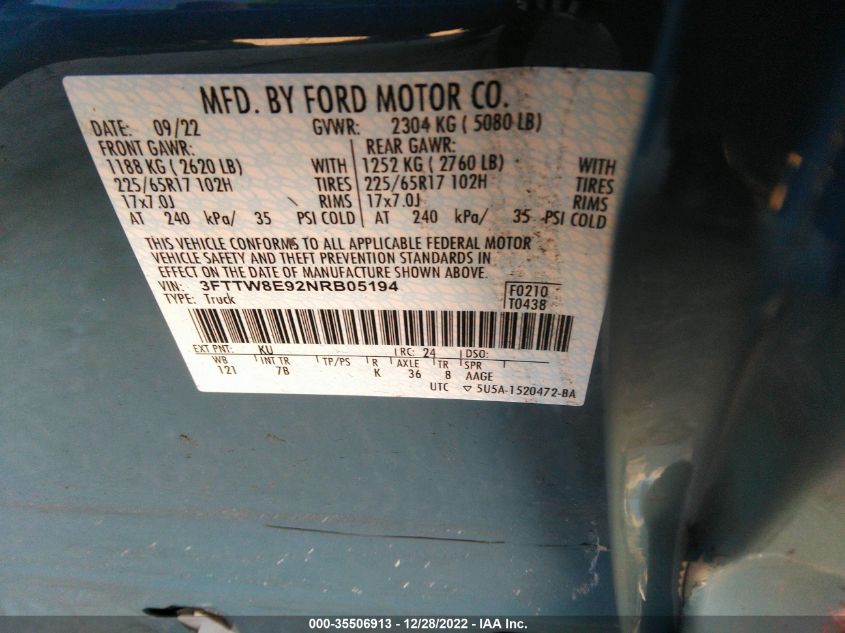 MFD. BY FORD MOTOR CO.
DATE: 09/22 GVWR: 2304 KG ( 5080 LB)
FRONT GAWR: REAR GAWR:
1188 KG ( 2620 LB) WITH 1252 KG ( 2760 LB) WITH
225/65R17 102H TIRES 225/65R17 102H TIRES
17x7.0J RIMS 17x7.0J RIMS
AT 240 kPa/ 35 PSI COLD AT 240 kPa/ 35 PSI COLD
THIS VEHICLE CONFORMS TO ALL APPLICABLE FEDERAL MOTOR
VEHICLE SAFETY AND THEFT PREVENTION STANDARDS IN
EFFECT ON THE DATE OF MANUFACTURE SHOWN ABOVE.
VIN: 3FTTW8E92NRB05194 F0210
TYPE: Truck T0438
EXT PNT: KU RC: 24 DSO:
WB INT TR TP/PS R AXLE TR SPR
121 7B K 36 8 AAGE
UTC ▽ 5U5A-1520472-BA
000-35506913 - 12/28/2022 - IAAI Inc.